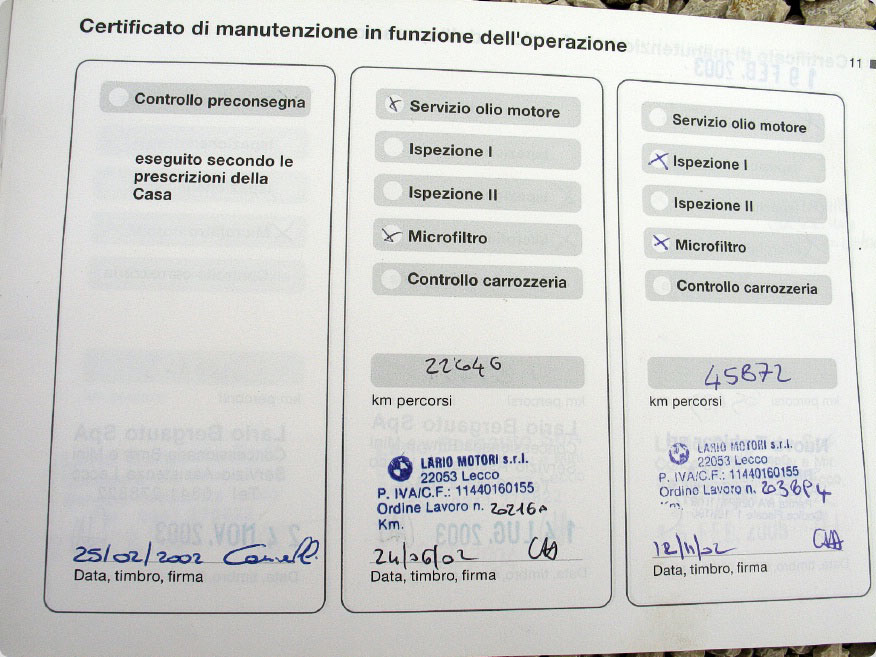 Certificato di manutenzione in funzione dell'operazione
11
Controllo preconsegna
eseguito secondo le
prescrizioni della
Casa
25/02/2002
Data, timbro, firma
Servizio olio motore
Ispezione I
Ispezione II
Microfiltro
Controllo carrozzeria
22646
km percorsi
LARIO MOTORI s.r.l.
22053 Lecco
P. IVA/C.F.: 11440160155
Ordine Lavoro n. 20216A
Km.
24/06/02
Data, timbro, firma
Servizio olio motore
Ispezione I
Ispezione II
Microfiltro
Controllo carrozzeria
45872
km percorsi
LARIO MOTORI s.r.l.
22053 Lecco
P. IVA/C.F.: 11440160155
Ordine Lavoro n.
12/11/02
Data, timbro, firma